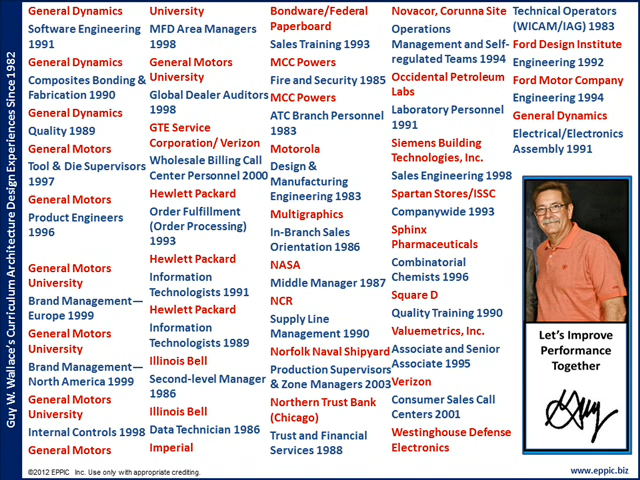 Guy W. Wallace's Curriculum Architecture Design Experiences Since 1982
General Dynamics
Software Engineering
1991
General Dynamics
Composites Bonding &
Fabrication 1990
General Dynamics
Quality 1989
General Motors
Tool & Die Supervisors
1997
General Motors
Product Engineers
1996
General Motors
University
Brand Management—
Europe 1999
General Motors
University
Brand Management—
North America 1999
General Motors
University
Internal Controls 1998
General Motors
University
MFD Area Managers
1998
General Motors
University
Global Dealer Auditors
1998
GTE Service
Corporation/ Verizon
Wholesale Billing Call
Center Personnel 2000
Hewlett Packard
Order Fulfillment
(Order Processing)
1993
Hewlett Packard
Information
Technologists 1991
Hewlett Packard
Information
Technologists 1989
Illinois Bell
Second-level Manager
1986
Illinois Bell
Data Technician 1986
Imperial
Bondware/Federal
Paperboard
Sales Training 1993
MCC Powers
Fire and Security 1985
MCC Powers
ATC Branch Personnel
1983
Motorola
Design &
Manufacturing
Engineering 1983
Multigraphics
In-Branch Sales
Orientation 1986
NASA
Middle Manager 1987
NCR
Supply Line
Management 1990
Norfolk Naval Shipyard
Production Supervisors
& Zone Managers 2003
Northern Trust Bank
(Chicago)
Trust and Financial
Services 1988
Novacor, Corunna Site
Operations
Management and Self-
regulated Teams 1994
Occidental Petroleum
Labs
Laboratory Personnel
1991
Siemens Building
Technologies, Inc.
Sales Engineering 1998
Spartan Stores/ISSC
Companywide 1993
Sphinx
Pharmaceuticals
Combinatorial
Chemists 1996
Square D
Quality Training 1990
Valuemetrics, Inc.
Associate and Senior
Associate 1995
Verizon
Consumer Sales Call
Centers 2001
Westinghouse Defense
Electronics
Technical Operators
(WICAM/IAG) 1983
Ford Design Institute
Engineering 1992
Ford Motor Company
Engineering 1994
General Dynamics
Electrical/Electronics
Assembly 1991
Let's Improve
Performance
Together
Guy
©2012 EPPIC Inc. Use only with appropriate crediting.
www.eppic.biz